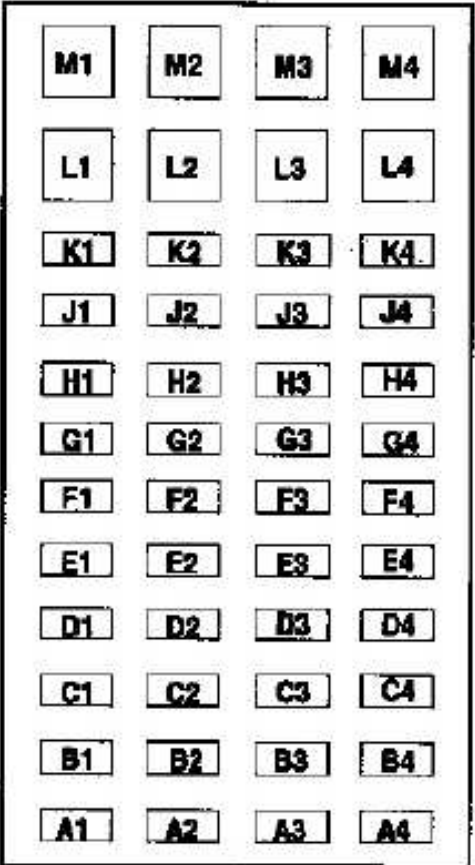 M1 M2 M3 M4
L1 L2 L3 L4
K1 K2 K3 K4
J1 J2 J3 J4
H1 H2 H3 H4
G1 G2 G3 G4
F1 F2 F3 F4
E1 E2 E3 E4
D1 D2 D3 D4
C1 C2 C3 C4
B1 B2 B3 B4
A1 A2 A3 A4